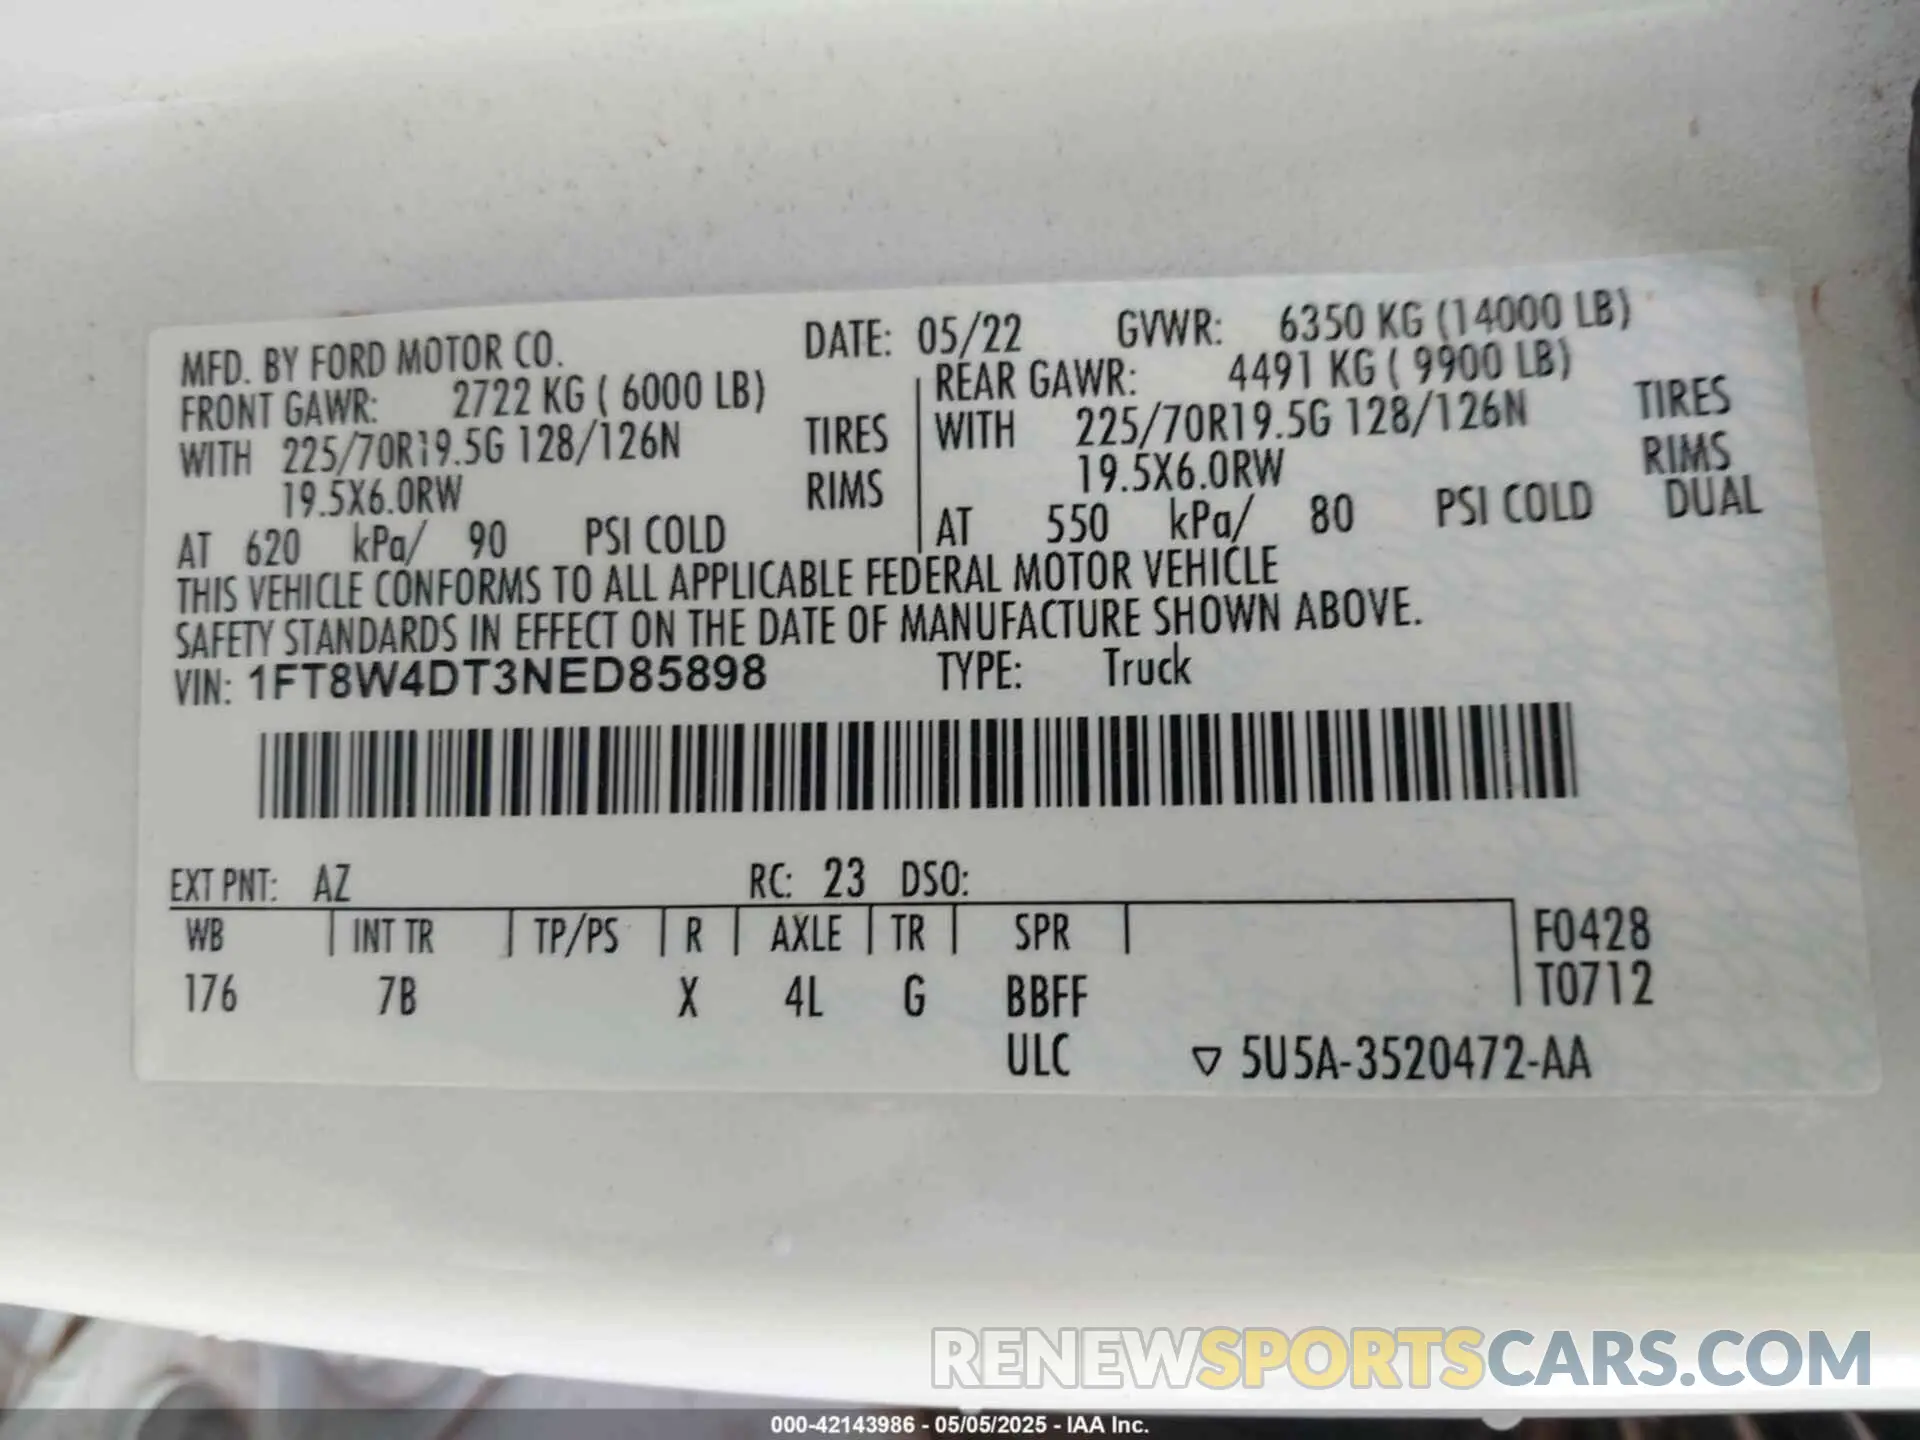 MFD. BY FORD MOTOR CO. DATE: 05/22 GVWR: 6350 KG (14000 LB)
FRONT GAWR: 2722 KG ( 6000 LB) REAR GAWR: 4491 KG ( 9900 LB)
WITH 225/70R19.5G 128/126N TIRES WITH 225/70R19.5G 128/126N TIRES
19.5X6.0RW RIMS 19.5X6.0RW RIMS
AT 620 kPa/ 90 PSI COLD AT 550 kPa/ 80 PSI COLD DUAL
THIS VEHICLE CONFORMS TO ALL APPLICABLE FEDERAL MOTOR VEHICLE
SAFETY STANDARDS IN EFFECT ON THE DATE OF MANUFACTURE SHOWN ABOVE.
VIN: 1FT8W4DT3NED85898 TYPE: Truck
EXT PNT: AZ RC: 23 DSO:
WB INT TR TP/PS R AXLE TR SPR F0428
176 7B X 4L G BBFF T0712
ULC ▽ 5U5A-3520472-AA
RENEWSPORTSCARS.COM
000-42143986 - 05/05/2025 - IAA Inc.